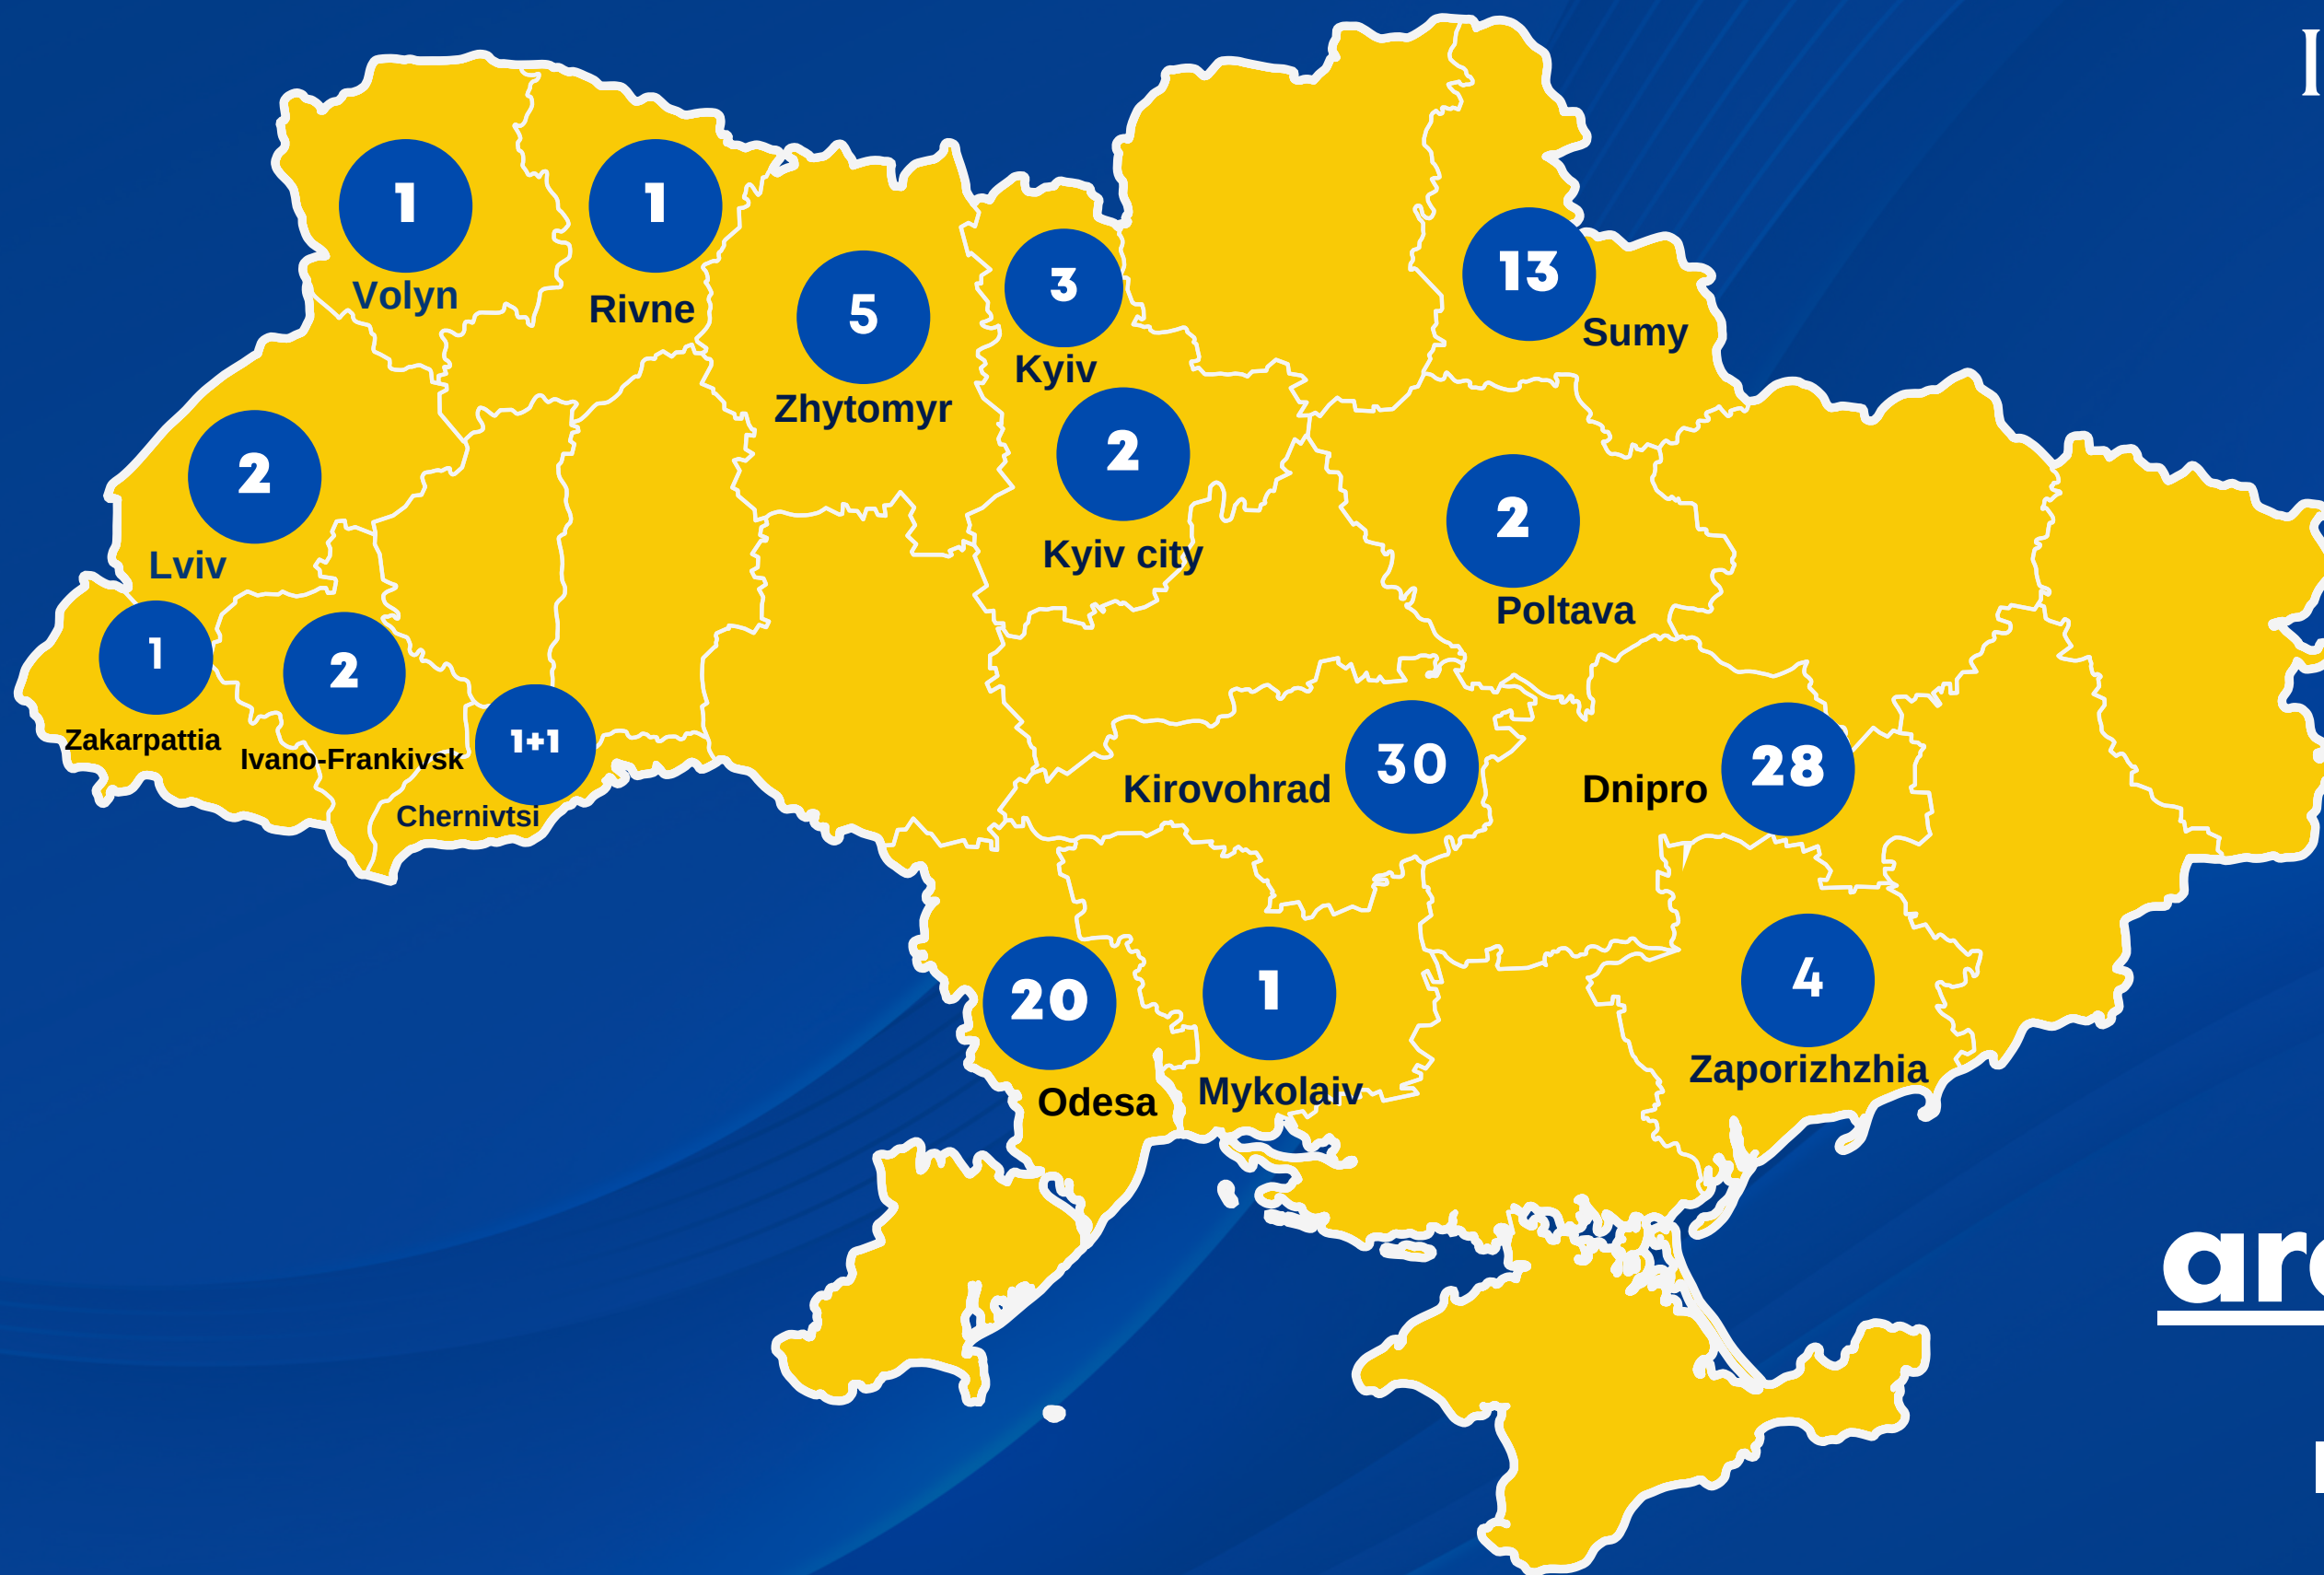 1
Volyn
1
Rivne
5
Zhytomyr
3
Kyiv
2
Kyiv city
13
Sumy
2
Lviv
2
Poltava
1
Zakarpattia
2
Ivano-Frankivsk
1+1
Chernivtsi
Kirovohrad
30
Dnipro
28
20
Odesa
1
Mykolaiv
4
Zaporizhzhia